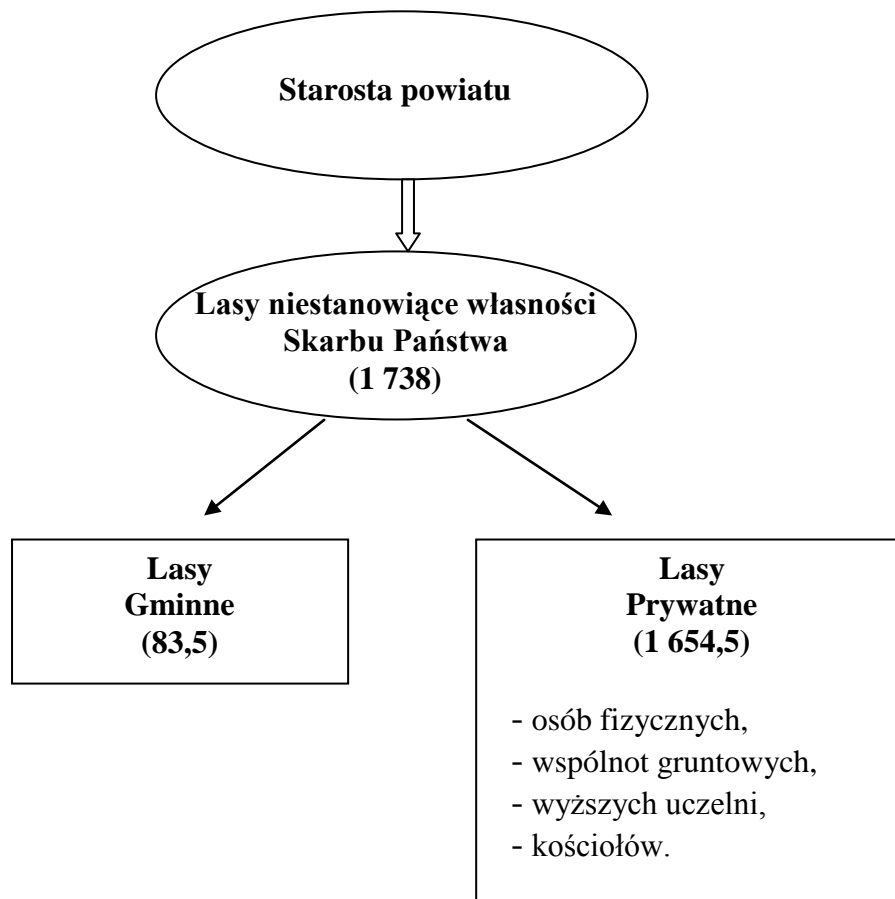 Starosta powiatu
Lasy niestanowiące własności
Skarbu Państwa
(1 738)
Lasy
Gminne
(83,5)
Lasy
Prywatne
(1 654,5)
- osób fizycznych,
- wspólnot gruntowych,
- wyższych uczelni,
- kościołów.